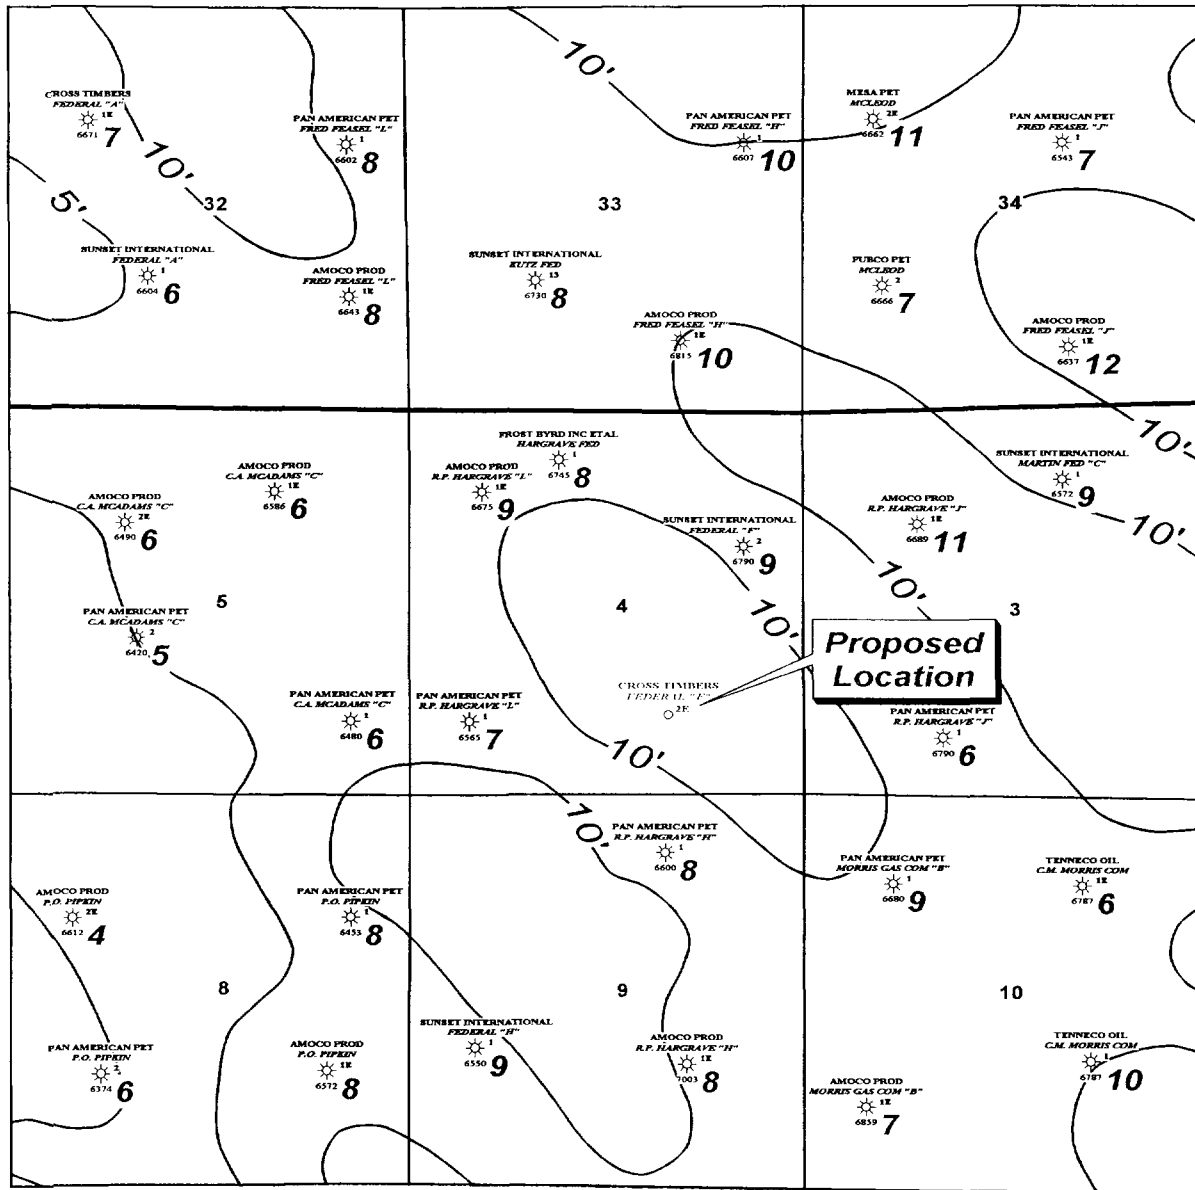 10'
CROSS TIMBERS
FEDERAL "A"
1E
6671
7
PAN AMERICAN PET
FRED FEASEL "L"
1
6602
8
PAN AMERICAN PET
FRED FEASEL "H"
1
6607
10
MESA PET
MCLEOD
2E
6662
11
PAN AMERICAN PET
FRED FEASEL "J"
1
6543
7
10'
5'
32
33
34
SUNSET INTERNATIONAL
FEDERAL "A"
1
6604
6
AMOCO PROD
FRED FEASEL "L"
1E
6643
8
SUNSET INTERNATIONAL
KUTZ FED
13
6730
8
PUBCO PET
MCLEOD
2
6666
7
AMOCO PROD
FRED FEASEL "H"
1E
6815
10
AMOCO PROD
FRED FEASEL "J"
1E
6637
12
10'
AMOCO PROD
C.A. MCADAMS "C"
1E
6586
6
AMOCO PROD
C.A. MCADAMS "C"
2E
6490
6
FROST BYRD INC ETAL
HARGRAVE FED
1
6745
8
AMOCO PROD
R.P. HARGRAVE "L"
1E
6675
9
SUNSET INTERNATIONAL
FEDERAL "F"
2
6790
9
SUNSET INTERNATIONAL
MARTIN FED "C"
1
6572
9
AMOCO PROD
R.P. HARGRAVE "J"
1E
6689
11
10'
10'
10'
5
4
3
PAN AMERICAN PET
C.A. MCADAMS "C"
2
6420
5
Proposed
Location
CROSS TIMBERS
FEDERAL "F"
2E
PAN AMERICAN PET
C.A. MCADAMS "C"
1
6480
6
PAN AMERICAN PET
R.P. HARGRAVE "L"
1
6565
7
PAN AMERICAN PET
R.P. HARGRAVE "J"
1
6790
6
10'
10'
PAN AMERICAN PET
R.P. HARGRAVE "H"
1
6600
8
PAN AMERICAN PET
MORRIS GAS COM "B"
1
6680
9
TENNECO OIL
C.M. MORRIS COM
1E
6787
6
AMOCO PROD
P.O. PIPKIN
2E
6612
4
PAN AMERICAN PET
P.O. PIPKIN
1
6453
8
8
9
10
PAN AMERICAN PET
P.O. PIPKIN
2
6374
6
AMOCO PROD
P.O. PIPKIN
1E
6572
8
SUNSET INTERNATIONAL
FEDERAL "H"
1
6550
9
AMOCO PROD
R.P. HARGRAVE "H"
1E
7003
8
TENNECO OIL
C.M. MORRIS COM
1
6787
10
AMOCO PROD
MORRIS GAS COM "B"
1E
6859
7